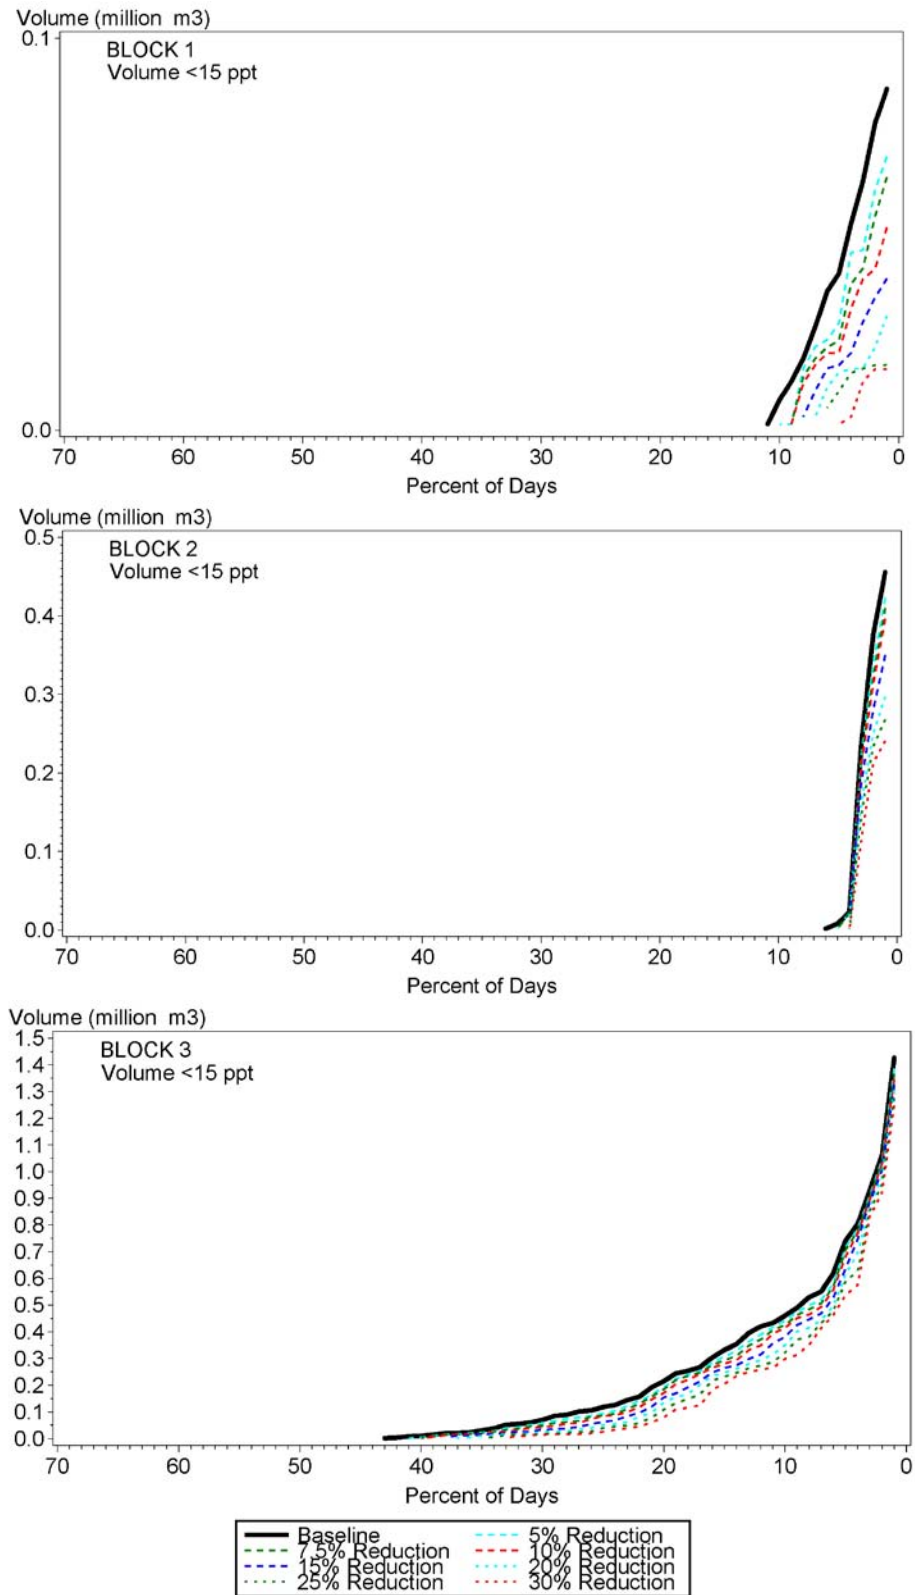 Volume (million m3)
0.1
BLOCK 1
Volume <15 ppt
0.0
70 60 50 40 30 20 10 0
Percent of Days
Volume (million m3)
0.5
BLOCK 2
Volume <15 ppt
0.4
0.3
0.2
0.1
0.0
70 60 50 40 30 20 10 0
Percent of Days
Volume (million m3)
1.5
BLOCK 3
1.4
Volume <15 ppt
1.3
1.2
1.1
1.0
0.9
0.8
0.7
0.6
0.5
0.4
0.3
0.2
0.1
0.0
70 60 50 40 30 20 10 0
Percent of Days
Baseline 5% Reduction
7.5% Reduction 10% Reduction
15% Reduction 20% Reduction
25% Reduction 30% Reduction